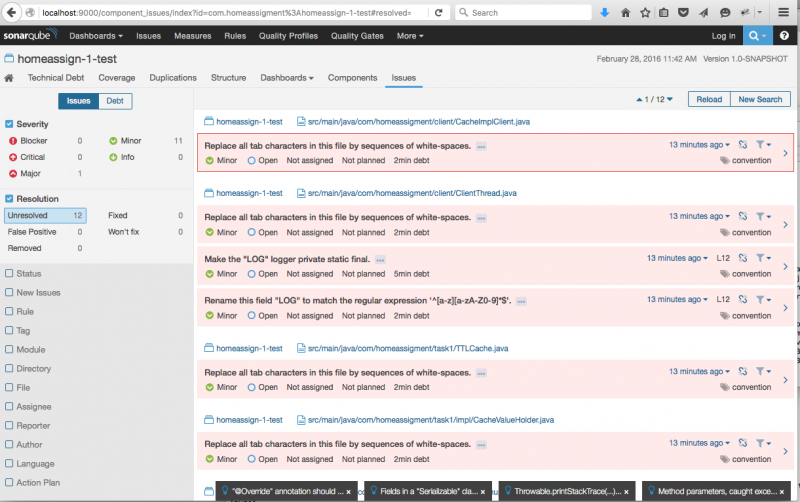 localhost:9000/component_issues/index?id=com.homeassigment%3Ahomeassign-1-test#resolved=
Search
sonarqube Dashboards Issues Measures Rules Quality Profiles Quality Gates More Log in
homeassign-1-test
February 28, 2016 11:42 AM Version 1.0-SNAPSHOT
Technical Debt Coverage Duplications Structure Dashboards Components Issues
Issues Debt
1 / 12 Reload New Search
Severity
Blocker 0 Minor 11
Critical 0 Info 0
Major 1
Resolution
Unresolved 12 Fixed 0
False Positive 0 Won't fix 0
Removed 0
Status
New Issues
Rule
Tag
Module
Directory
File
Assignee
Reporter
Author
Language
Action Plan
homeassign-1-test src/main/java/com/homeassigment/client/CacheImplClient.java
Replace all tab characters in this file by sequences of white-spaces. 13 minutes ago
Minor Open Not assigned Not planned 2min debt convention
homeassign-1-test src/main/java/com/homeassigment/client/ClientThread.java
Replace all tab characters in this file by sequences of white-spaces. 13 minutes ago
Minor Open Not assigned Not planned 2min debt convention
Make the "LOG" logger private static final. 13 minutes ago L12
Minor Open Not assigned Not planned 5min debt convention
Rename this field "LOG" to match the regular expression '^[a-z][a-zA-Z0-9]*$'. 13 minutes ago L12
Minor Open Not assigned Not planned 2min debt convention
homeassign-1-test src/main/java/com/homeassigment/task1/TTLCache.java
Replace all tab characters in this file by sequences of white-spaces. 13 minutes ago
Minor Open Not assigned Not planned 2min debt convention
homeassign-1-test src/main/java/com/homeassigment/task1/impl/CacheValueHolder.java
Replace all tab characters in this file by sequences of white-spaces. 13 minutes ago
Minor Open Not assigned Not planned 2min debt convention
"@Override" annotation should ... × Fields in a "Serializable" cla... × Throwable.printStackTrace(...)... × Method parameters, caught exce... ×